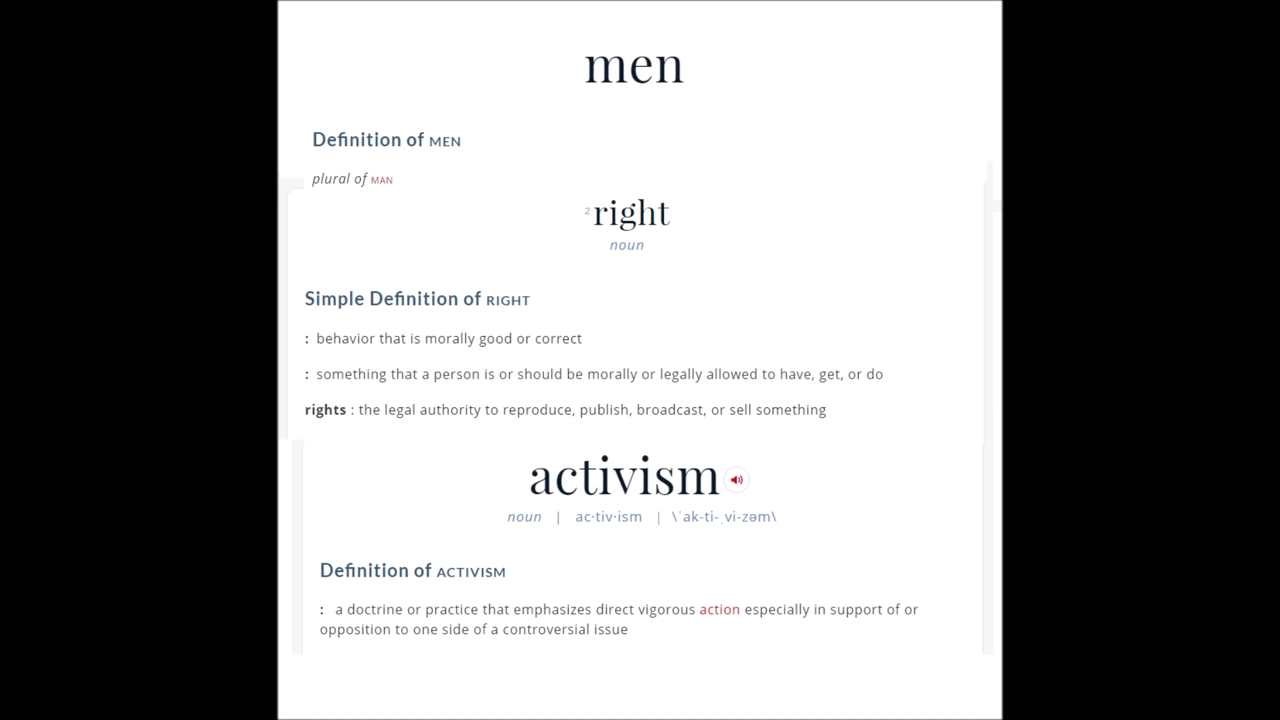 men
Definition of MEN
plural of MAN
2 right
noun
Simple Definition of RIGHT
: behavior that is morally good or correct
: something that a person is or should be morally or legally allowed to have, get, or do
rights : the legal authority to reproduce, publish, broadcast, or sell something
activism
noun | ac·tiv·ism | \ˈak-ti-ˌvi-zəm\
Definition of ACTIVISM
: a doctrine or practice that emphasizes direct vigorous action especially in support of or
opposition to one side of a controversial issue